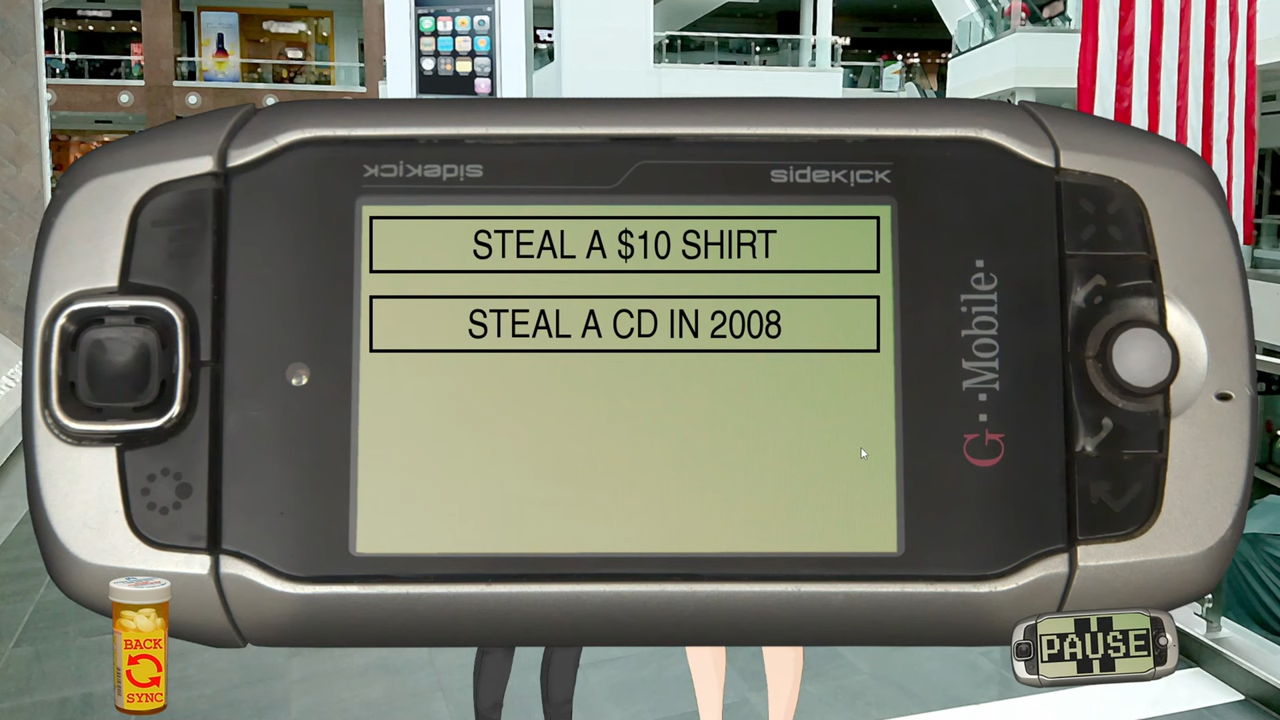 sidekick
sidekick
STEAL A $10 SHIRT
STEAL A CD IN 2008
G··Mobile·
BACK
SYNC
PAUSE